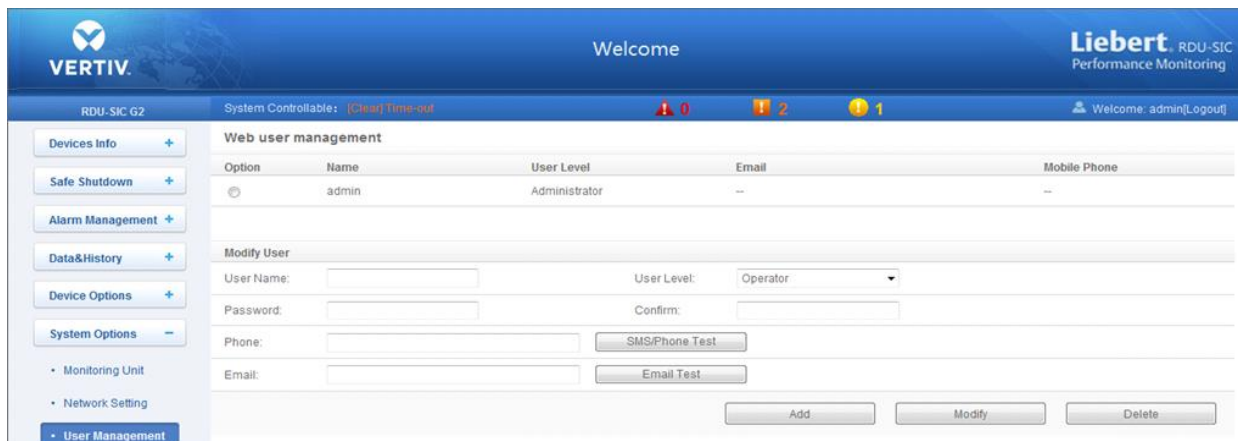 VERTIV.
Welcome
Liebert. RDU-SIC
Performance Monitoring
RDU-SIC G2
System Controllable: [Clear] Time-out
0
2
1
Welcome: admin[Logout]
Devices Info +
Safe Shutdown +
Alarm Management +
Data&History +
Device Options +
System Options −
• Monitoring Unit
• Network Setting
• User Management
Web user management
Option Name User Level Email Mobile Phone
admin Administrator -- --
Modify User
User Name: User Level: Operator
Password: Confirm:
Phone: SMS/Phone Test
Email: Email Test
Add Modify Delete